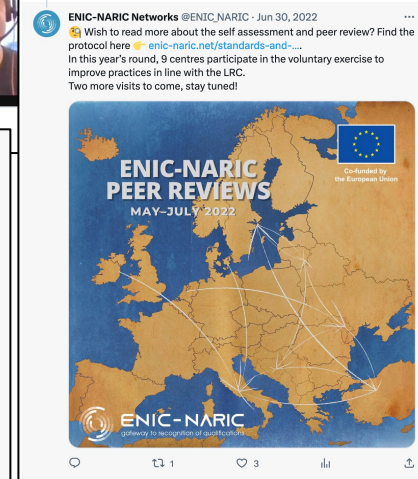 ENIC-NARIC Networks @ENIC_NARIC · Jun 30, 2022
🧐 Wish to read more about the self assessment and peer review? Find the
protocol here 👉 enic-naric.net/standards-and-....
In this year's round, 9 centres participate in the voluntary exercise to
improve practices in line with the LRC.
Two more visits to come, stay tuned!
ENIC-NARIC
PEER REVIEWS
MAY–JULY 2022
Co-funded by
the European Union
ENIC-NARIC
gateway to recognition of qualifications
1
3